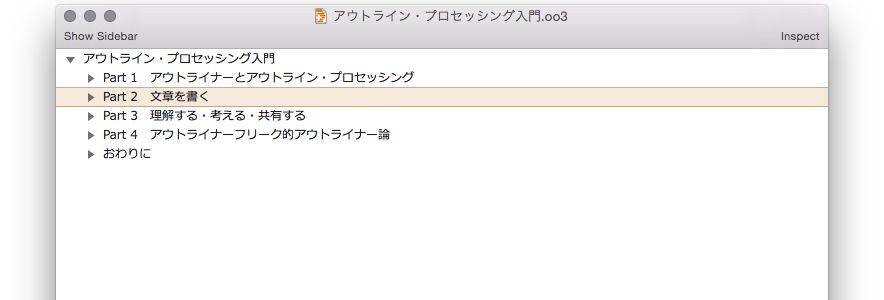 アウトライン・プロセッシング入門.oo3
Show Sidebar Inspect
アウトライン・プロセッシング入門
Part 1　アウトライナーとアウトライン・プロセッシング
Part 2　文章を書く
Part 3　理解する・考える・共有する
Part 4　アウトライナーフリーク的アウトライナー論
おわりに